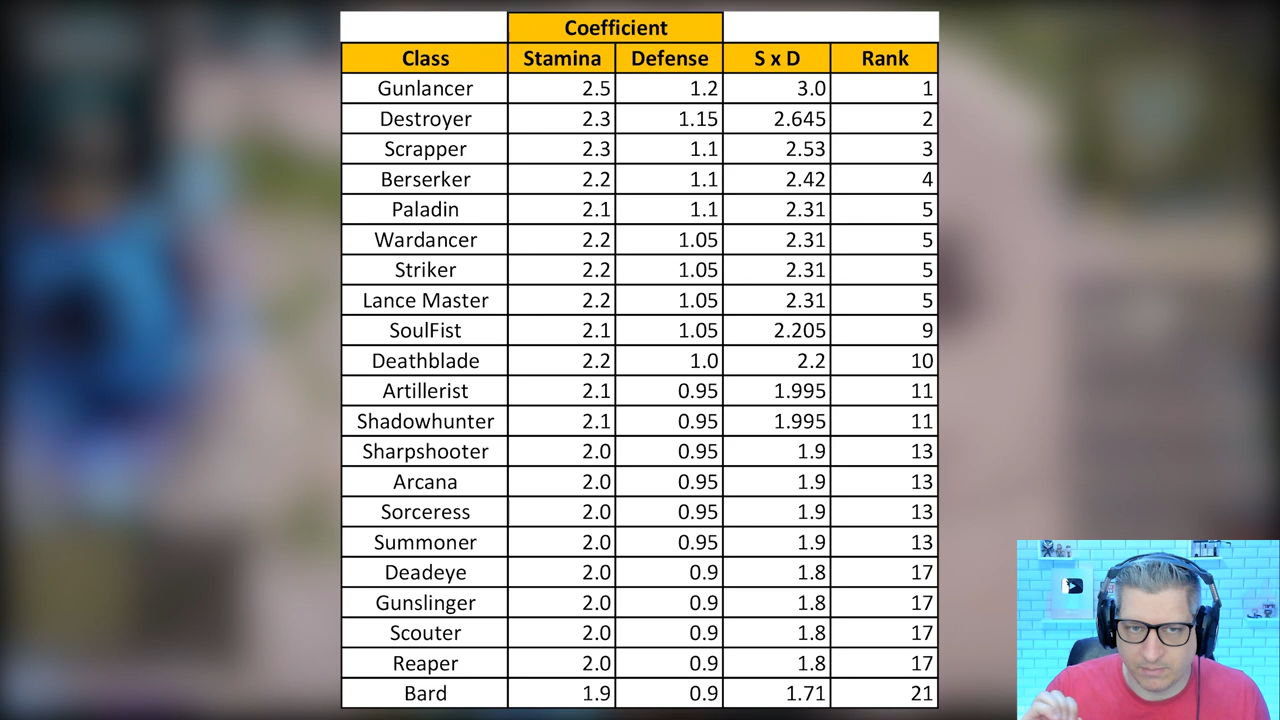 Coefficient
Class Stamina Defense S x D Rank
Gunlancer 2.5 1.2 3.0 1
Destroyer 2.3 1.15 2.645 2
Scrapper 2.3 1.1 2.53 3
Berserker 2.2 1.1 2.42 4
Paladin 2.1 1.1 2.31 5
Wardancer 2.2 1.05 2.31 5
Striker 2.2 1.05 2.31 5
Lance Master 2.2 1.05 2.31 5
SoulFist 2.1 1.05 2.205 9
Deathblade 2.2 1.0 2.2 10
Artillerist 2.1 0.95 1.995 11
Shadowhunter 2.1 0.95 1.995 11
Sharpshooter 2.0 0.95 1.9 13
Arcana 2.0 0.95 1.9 13
Sorceress 2.0 0.95 1.9 13
Summoner 2.0 0.95 1.9 13
Deadeye 2.0 0.9 1.8 17
Gunslinger 2.0 0.9 1.8 17
Scouter 2.0 0.9 1.8 17
Reaper 2.0 0.9 1.8 17
Bard 1.9 0.9 1.71 21